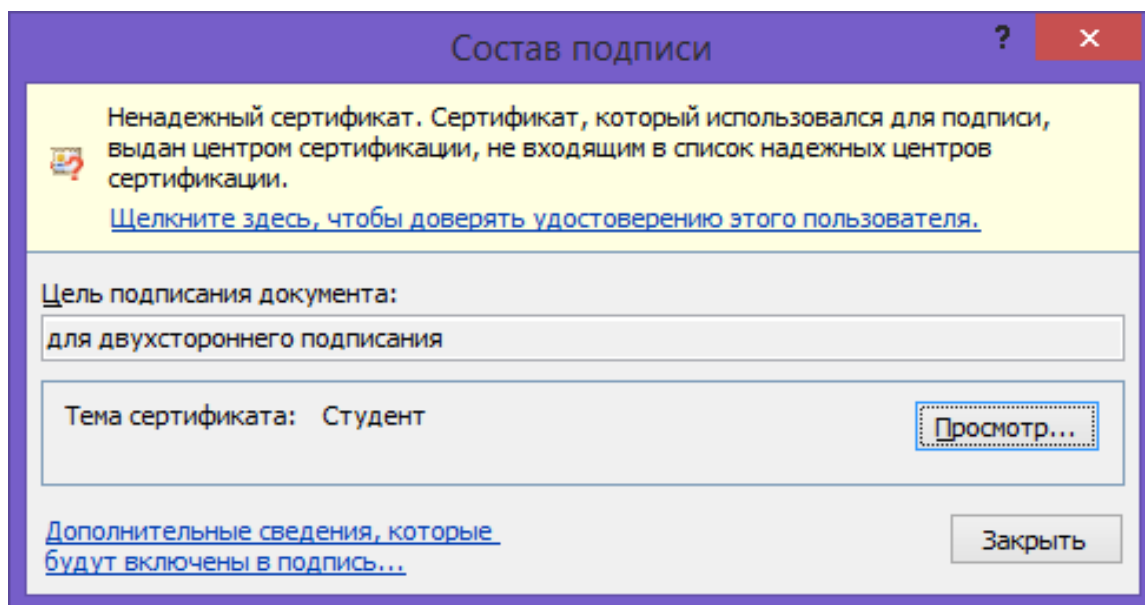 Состав подписи
?
×
Ненадежный сертификат. Сертификат, который использовался для подписи,
выдан центром сертификации, не входящим в список надежных центров
сертификации.
Щелкните здесь, чтобы доверять удостоверению этого пользователя.
Цель подписания документа:
для двухстороннего подписания
Тема сертификата: Студент
Просмотр...
Дополнительные сведения, которые
будут включены в подпись...
Закрыть